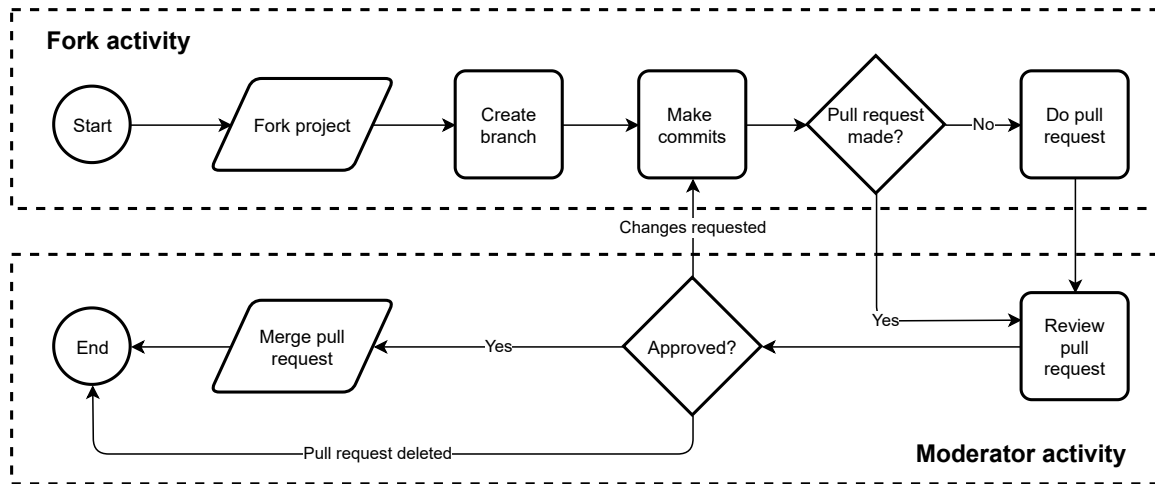 Fork activity
Start
Fork project
Create
branch
Make
commits
Pull request
made?
No
Do pull
request
Changes requested
End
Merge pull
request
Yes
Approved?
Yes
Review
pull
request
Pull request deleted
Moderator activity